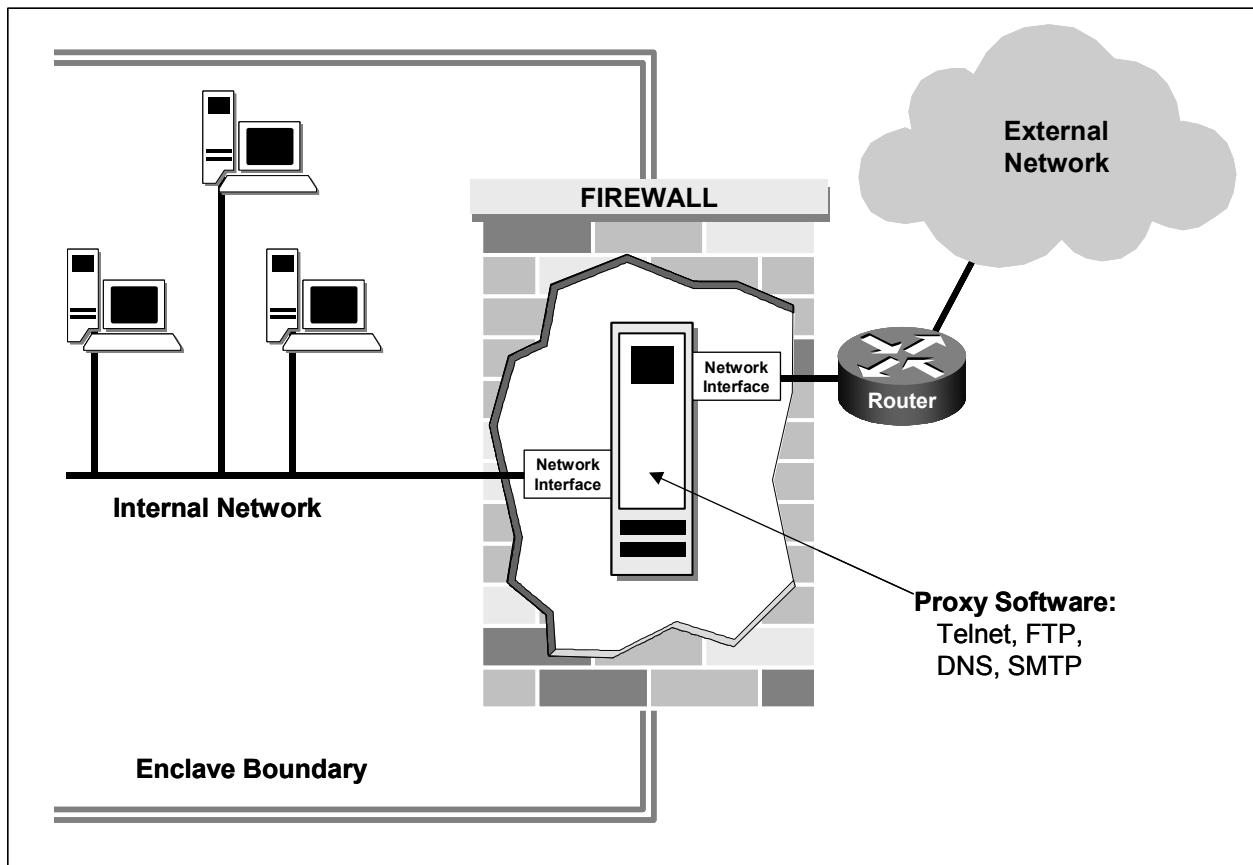 External
Network
FIREWALL
Network
Interface
Router
Network
Interface
Internal Network
Proxy Software:
Telnet, FTP,
DNS, SMTP
Enclave Boundary